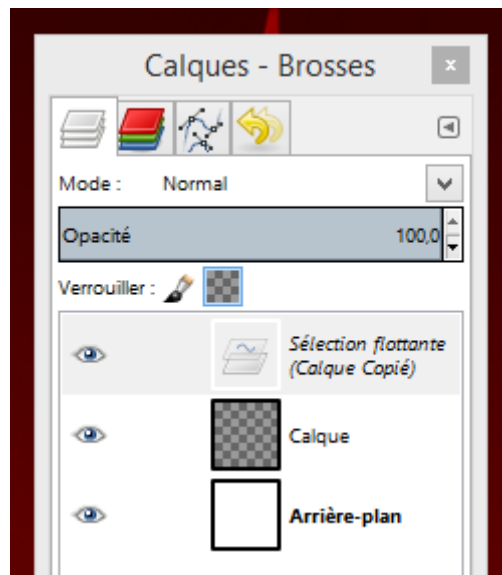 Calques - Brosses
Mode : Normal
Opacité 100,0
Verrouiller :
Sélection flottante
(Calque Copié)
Calque
Arrière-plan